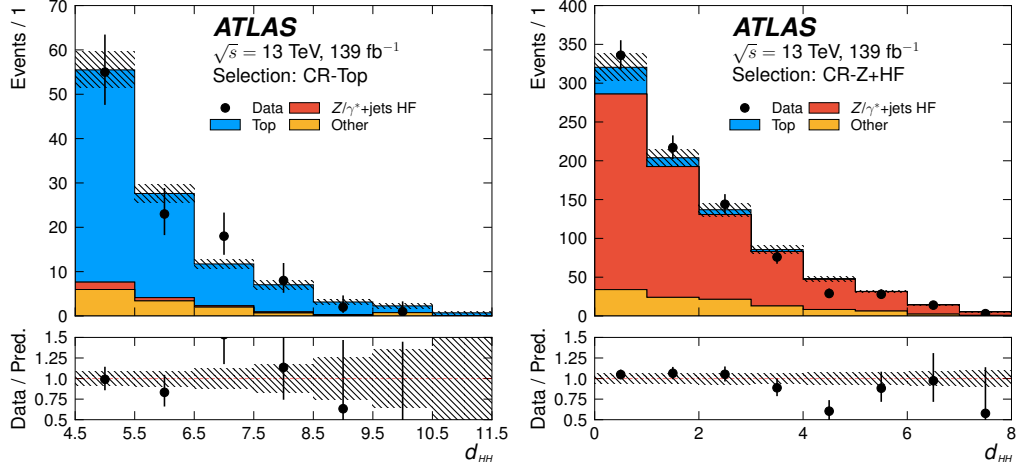 Events / 1
70
60
50
40
30
20
10
0
ATLAS
√s = 13 TeV, 139 fb⁻¹
Selection: CR-Top
Data
Z/γ*+jets HF
Top
Other
Data / Pred.
1.5
1.25
1.0
0.75
0.5
4.5 5.5 6.5 7.5 8.5 9.5 10.5 11.5
d_HH
Events / 1
400
350
300
250
200
150
100
50
0
ATLAS
√s = 13 TeV, 139 fb⁻¹
Selection: CR-Z+HF
Data
Z/γ*+jets HF
Top
Other
Data / Pred.
1.5
1.25
1.0
0.75
0.5
0 2 4 6 8
d_HH